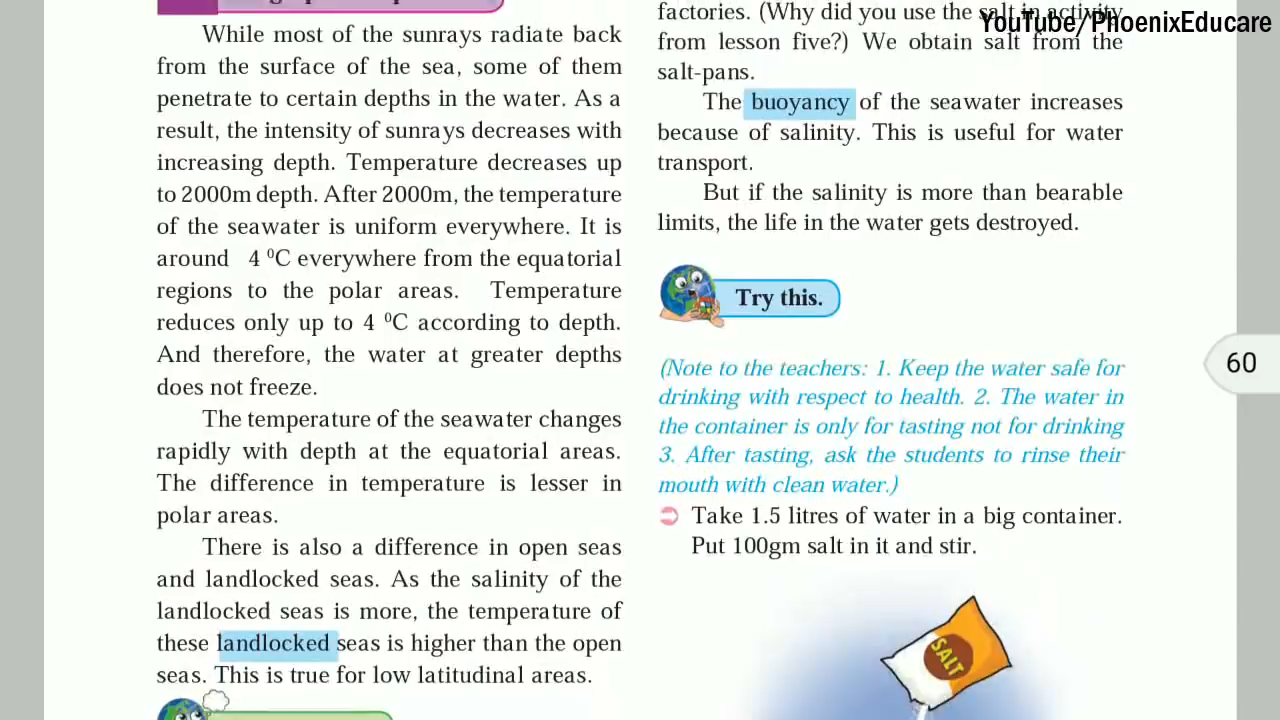 While most of the sunrays radiate back
from the surface of the sea, some of them
penetrate to certain depths in the water. As a
result, the intensity of sunrays decreases with
increasing depth. Temperature decreases up
to 2000m depth. After 2000m, the temperature
of the seawater is uniform everywhere. It is
around 4 ⁰C everywhere from the equatorial
regions to the polar areas. Temperature
reduces only up to 4 ⁰C according to depth.
And therefore, the water at greater depths
does not freeze.
The temperature of the seawater changes
rapidly with depth at the equatorial areas.
The difference in temperature is lesser in
polar areas.
There is also a difference in open seas
and landlocked seas. As the salinity of the
landlocked seas is more, the temperature of
these landlocked seas is higher than the open
seas. This is true for low latitudinal areas.
factories. (Why did you use the salt in activity
YouTube/PhoenixEducare
from lesson five?) We obtain salt from the
salt-pans.
The buoyancy of the seawater increases
because of salinity. This is useful for water
transport.
But if the salinity is more than bearable
limits, the life in the water gets destroyed.
Try this.
(Note to the teachers: 1. Keep the water safe for
drinking with respect to health. 2. The water in
the container is only for tasting not for drinking
3. After tasting, ask the students to rinse their
mouth with clean water.)
Take 1.5 litres of water in a big container.
Put 100gm salt in it and stir.
SALT
60